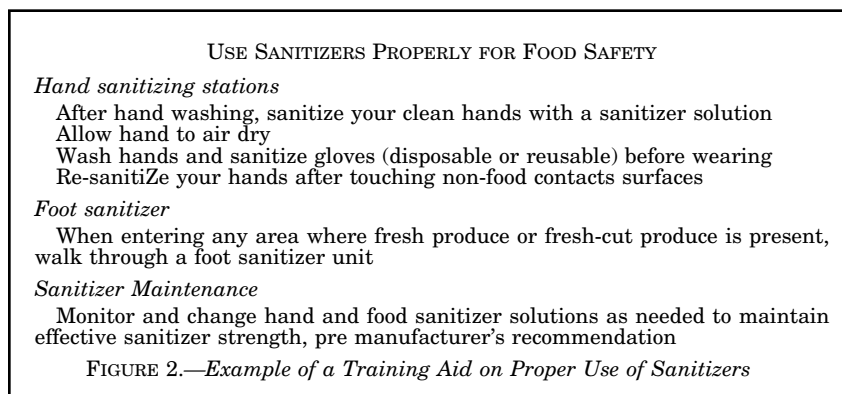 USE SANITIZERS PROPERLY FOR FOOD SAFETY
Hand sanitizing stations
After hand washing, sanitize your clean hands with a sanitizer solution
Allow hand to air dry
Wash hands and sanitize gloves (disposable or reusable) before wearing
Re-sanitiZe your hands after touching non-food contacts surfaces
Foot sanitizer
When entering any area where fresh produce or fresh-cut produce is present,
walk through a foot sanitizer unit
Sanitizer Maintenance
Monitor and change hand and food sanitizer solutions as needed to maintain
effective sanitizer strength, pre manufacturer's recommendation
FIGURE 2.—Example of a Training Aid on Proper Use of Sanitizers